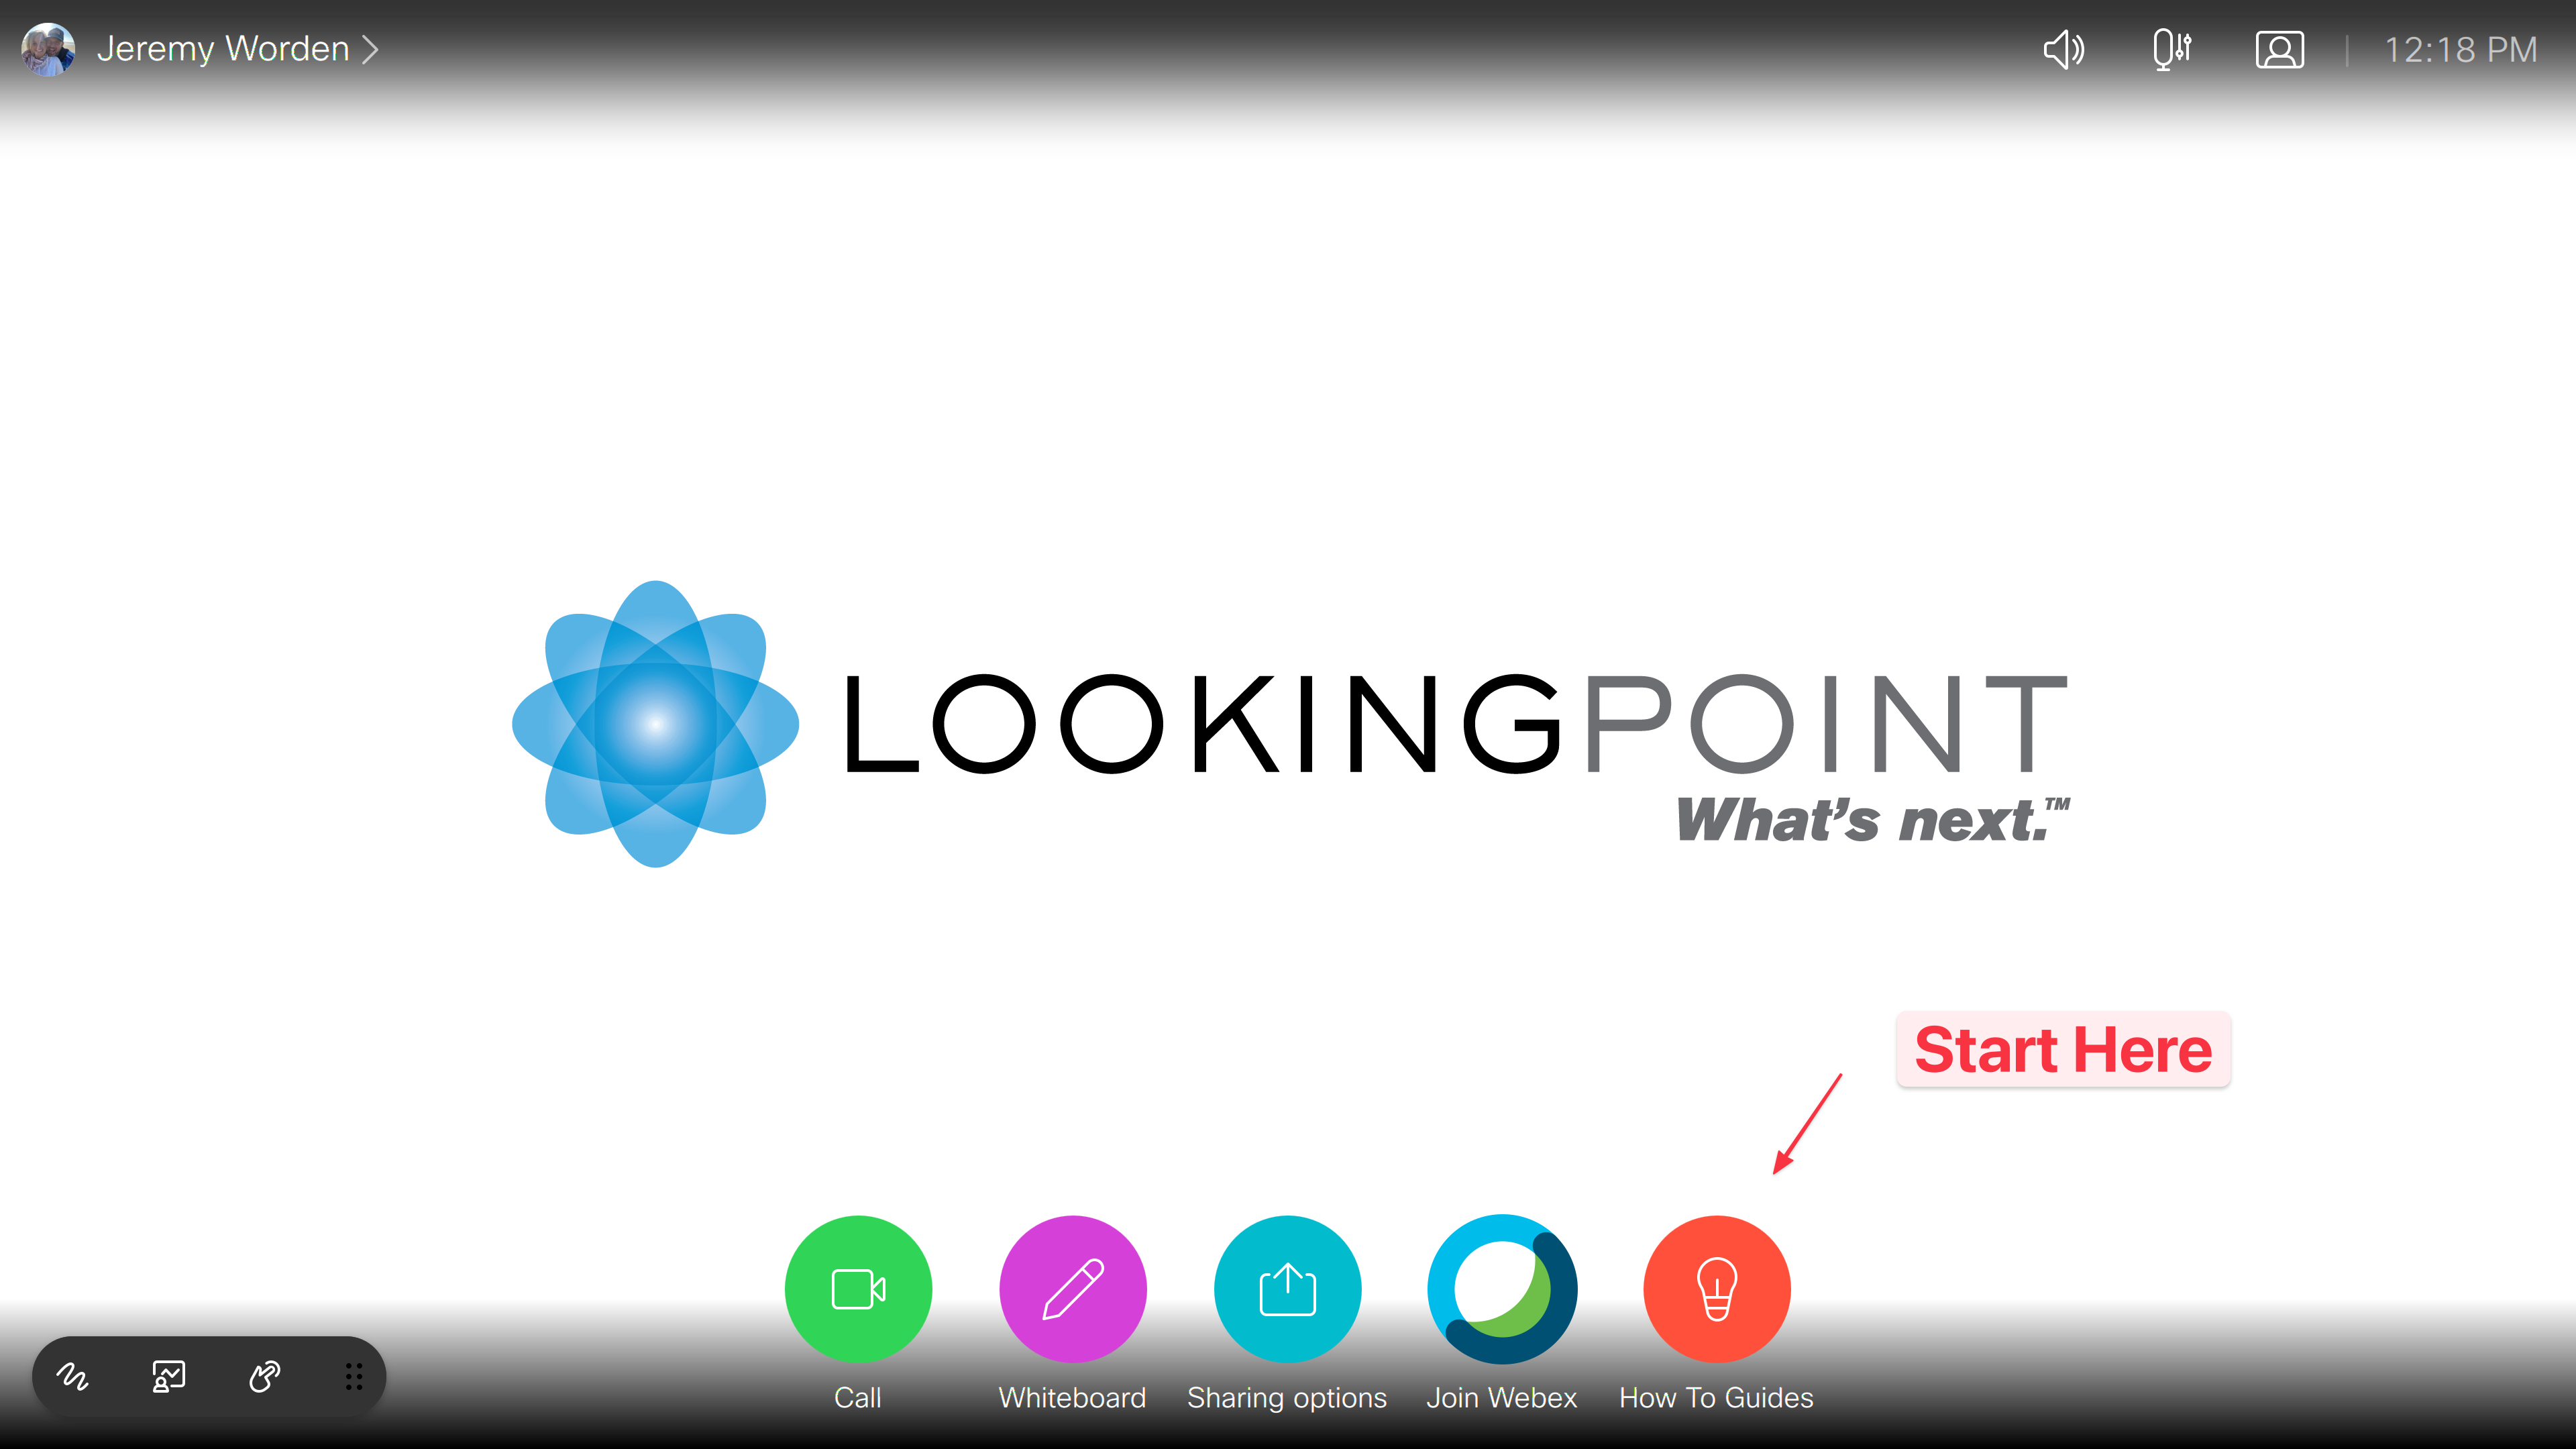 Jeremy Worden
12:18 PM
LOOKINGPOINT
What's next.™
Start Here
Call
Whiteboard
Sharing options
Join Webex
How To Guides